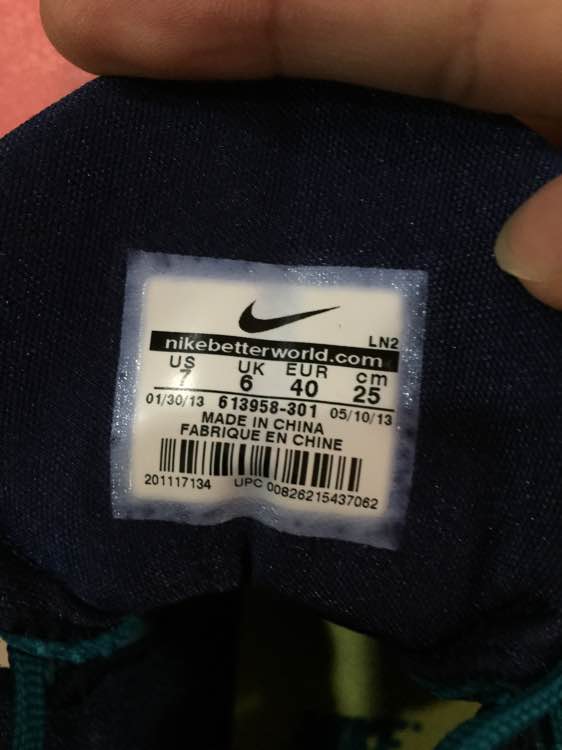 LN2
nikebetterworld.com
US UK EUR cm
7 6 40 25
01/30/13 613958-301 05/10/13
MADE IN CHINA
FABRIQUE EN CHINE
201117134 UPC 00826215437062